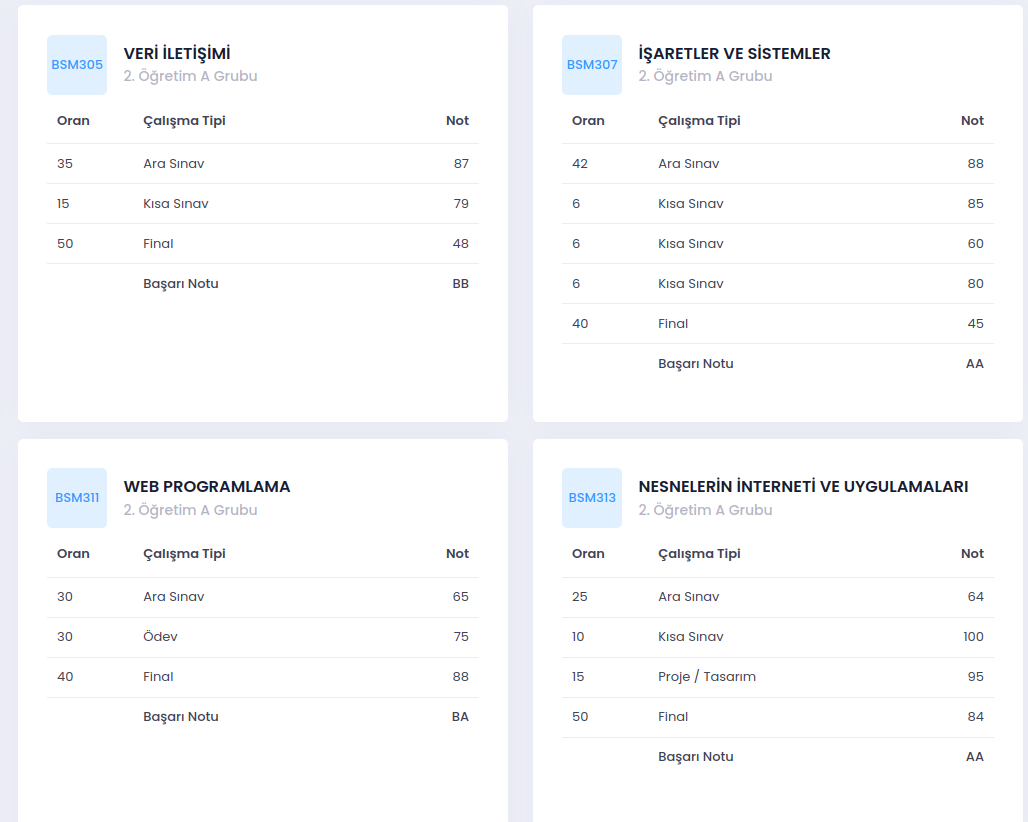 BSM305
VERİ İLETİŞİMİ
2. Öğretim A Grubu
Oran Çalışma Tipi Not
35 Ara Sınav 87
15 Kısa Sınav 79
50 Final 48
Başarı Notu BB
BSM307
İŞARETLER VE SİSTEMLER
2. Öğretim A Grubu
Oran Çalışma Tipi Not
42 Ara Sınav 88
6 Kısa Sınav 85
6 Kısa Sınav 60
6 Kısa Sınav 80
40 Final 45
Başarı Notu AA
BSM311
WEB PROGRAMLAMA
2. Öğretim A Grubu
Oran Çalışma Tipi Not
30 Ara Sınav 65
30 Ödev 75
40 Final 88
Başarı Notu BA
BSM313
NESNELERİN İNTERNETİ VE UYGULAMALARI
2. Öğretim A Grubu
Oran Çalışma Tipi Not
25 Ara Sınav 64
10 Kısa Sınav 100
15 Proje / Tasarım 95
50 Final 84
Başarı Notu AA